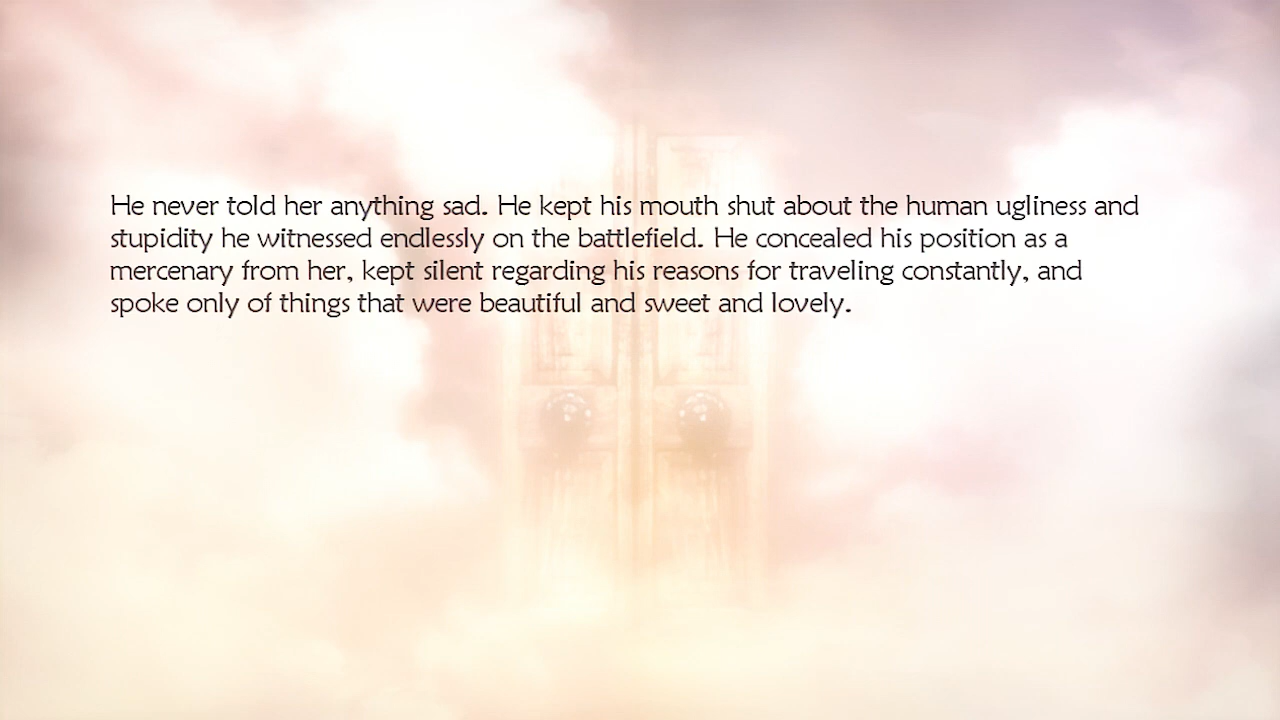 He never told her anything sad. He kept his mouth shut about the human ugliness and
stupidity he witnessed endlessly on the battlefield. He concealed his position as a
mercenary from her, kept silent regarding his reasons for traveling constantly, and
spoke only of things that were beautiful and sweet and lovely.